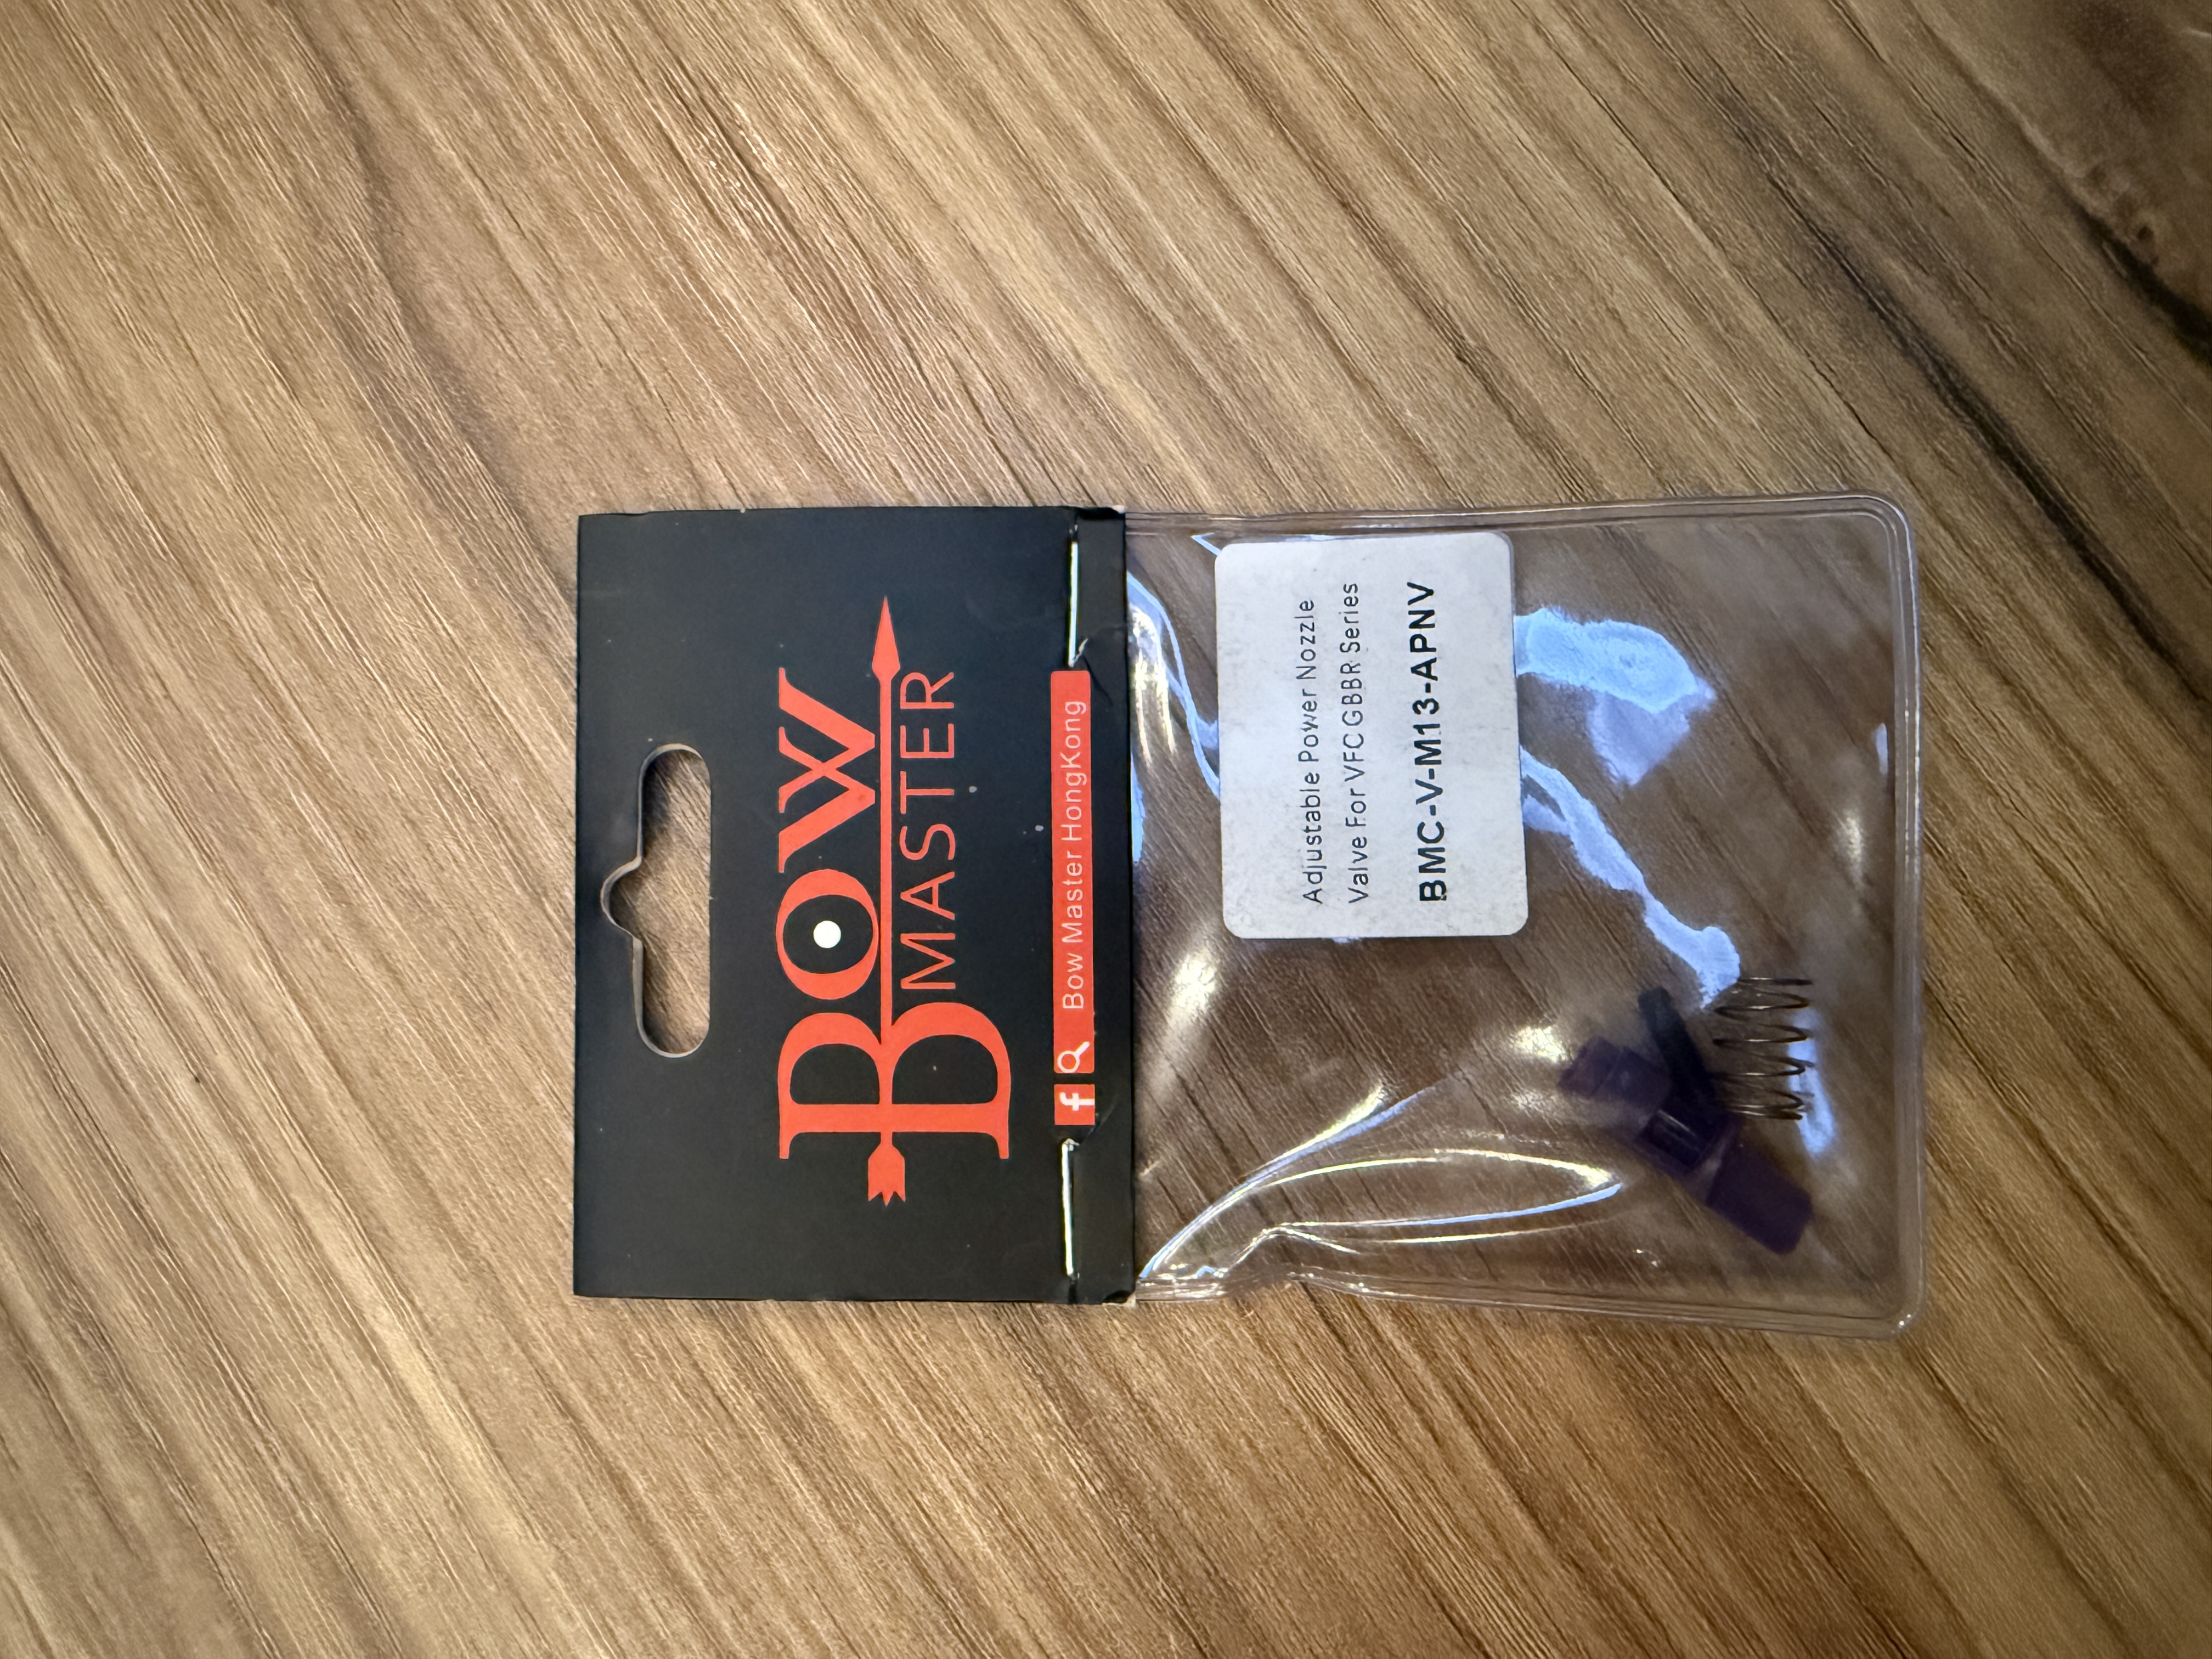 BOW
MASTER
f Bow Master HongKong
Adjustable Power Nozzle
Valve For VFC GBBR Series
BMC-V-M13-APNV